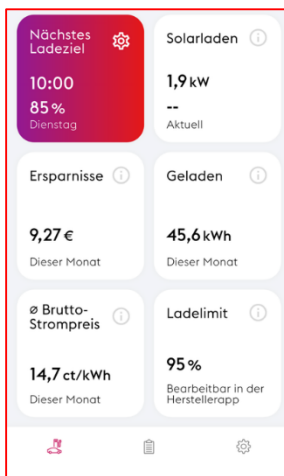 Nächstes
Ladeziel
10:00
85 %
Dienstag
Solarladen
1,9 kW
--
Aktuell
Ersparnisse
9,27 €
Dieser Monat
Geladen
45,6 kWh
Dieser Monat
ø Brutto-
Strompreis
14,7 ct/kWh
Dieser Monat
Ladelimit
95 %
Bearbeitbar in der
Herstellerapp